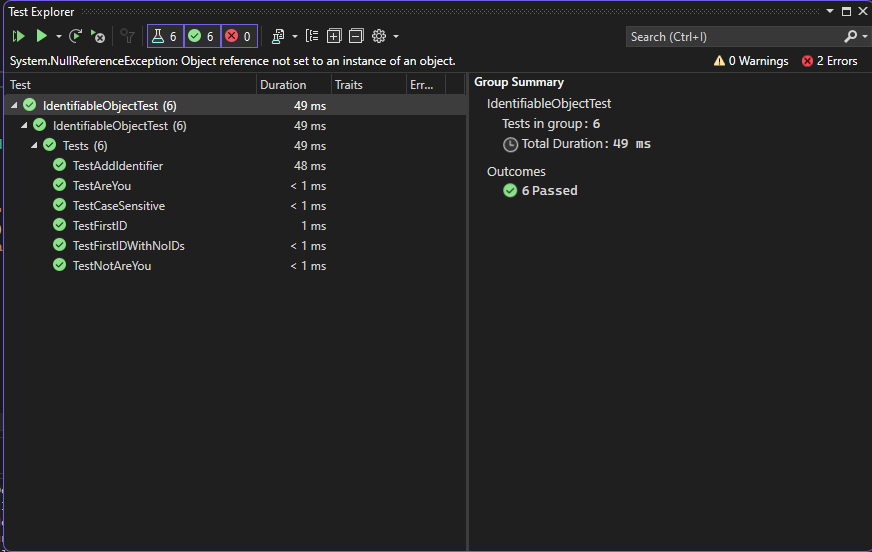 Test Explorer
6 6 0
Search (Ctrl+I)
System.NullReferenceException: Object reference not set to an instance of an object.
0 Warnings
2 Errors
Test Duration Traits Err...
IdentifiableObjectTest (6) 49 ms
IdentifiableObjectTest (6) 49 ms
Tests (6) 49 ms
TestAddIdentifier 48 ms
TestAreYou < 1 ms
TestCaseSensitive < 1 ms
TestFirstID 1 ms
TestFirstIDWithNoIDs < 1 ms
TestNotAreYou < 1 ms
Group Summary
IdentifiableObjectTest
Tests in group: 6
Total Duration: 49 ms
Outcomes
6 Passed